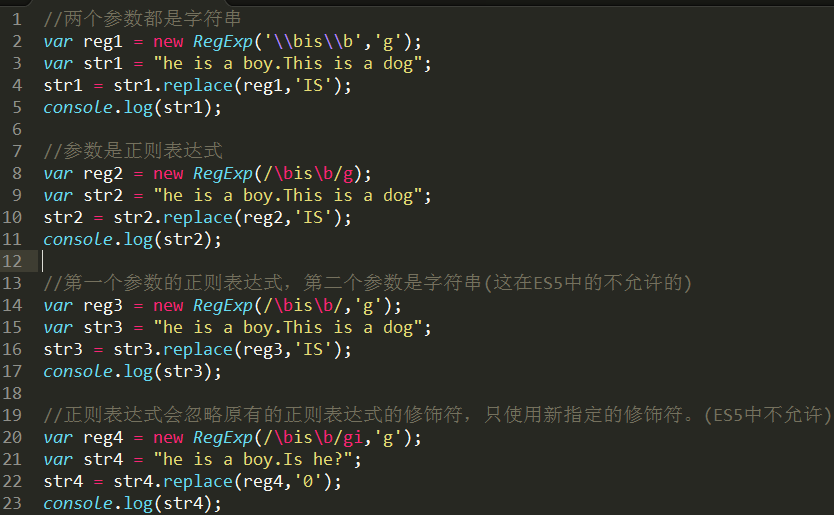 1 //两个参数都是字符串
2 var reg1 = new RegExp('\\bis\\b','g');
3 var str1 = "he is a boy.This is a dog";
4 str1 = str1.replace(reg1,'IS');
5 console.log(str1);
6
7 //参数是正则表达式
8 var reg2 = new RegExp(/\bis\b/g);
9 var str2 = "he is a boy.This is a dog";
10 str2 = str2.replace(reg2,'IS');
11 console.log(str2);
12
13 //第一个参数的正则表达式，第二个参数是字符串(这在ES5中的不允许的)
14 var reg3 = new RegExp(/\bis\b/,'g');
15 var str3 = "he is a boy.This is a dog";
16 str3 = str3.replace(reg3,'IS');
17 console.log(str3);
18
19 //正则表达式会忽略原有的正则表达式的修饰符，只使用新指定的修饰符。(ES5中不允许)
20 var reg4 = new RegExp(/\bis\b/gi,'g');
21 var str4 = "he is a boy.Is he?";
22 str4 = str4.replace(reg4,'0');
23 console.log(str4);